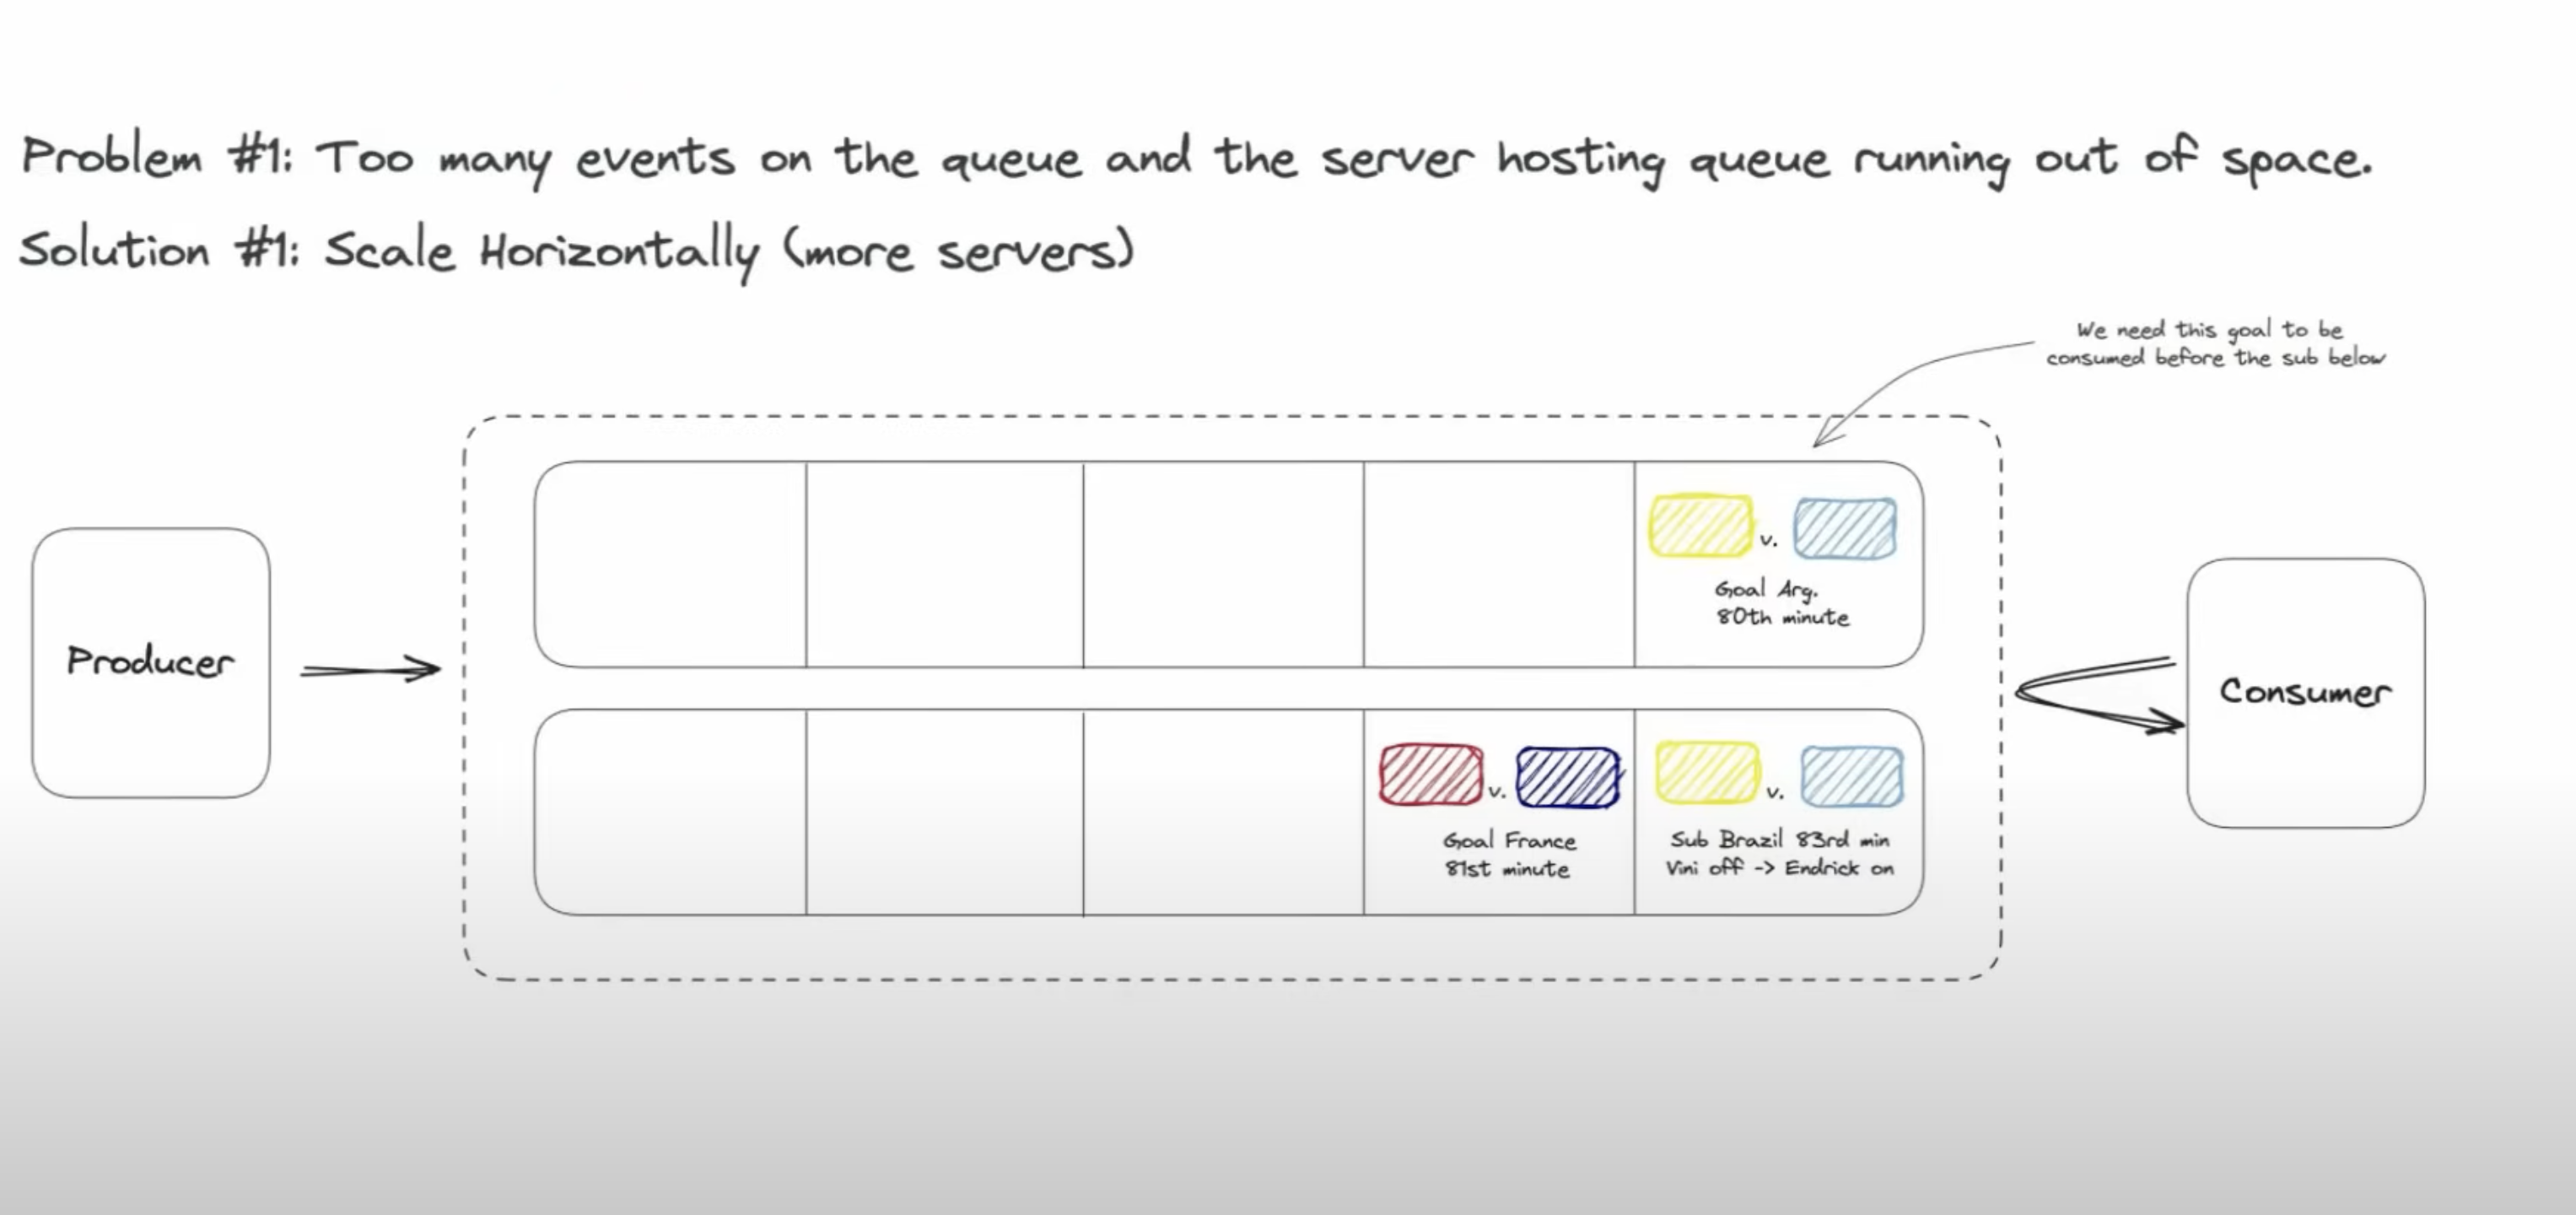 Problem #1: Too many events on the queue and the server hosting queue running out of space.
Solution #1: Scale Horizontally (more servers)
We need this goal to be
consumed before the sub below
Producer
v.
Goal Arg.
80th minute
v.
Goal France
81st minute
v.
Sub Brazil 83rd min
Vini off -> Endrick on
Consumer